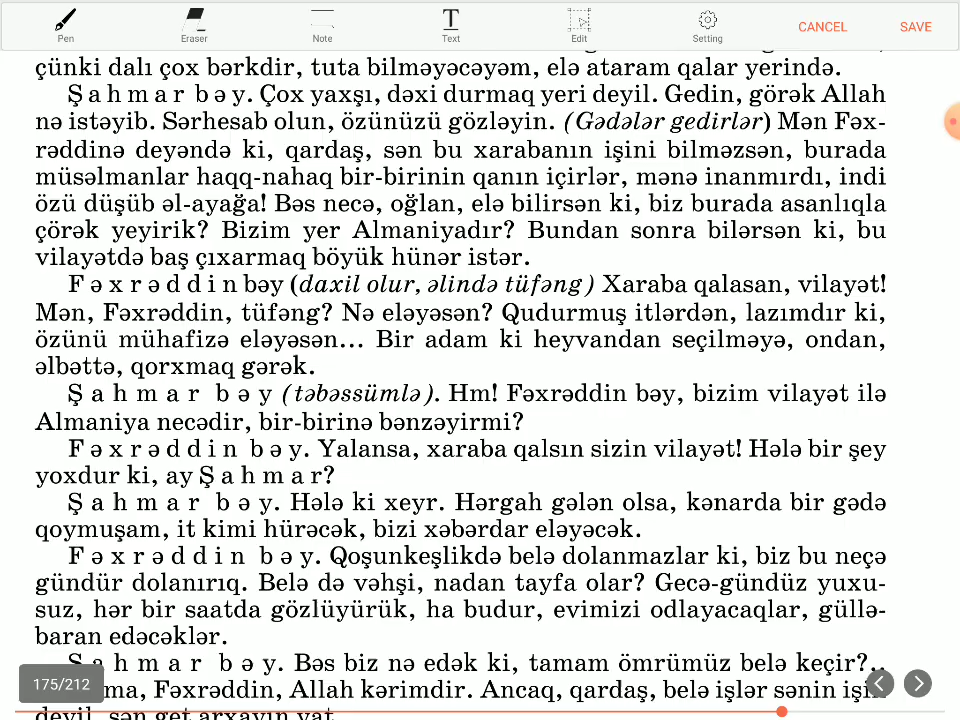 Pen
Eraser
Note
Text
Edit
Setting
CANCEL
SAVE
çünki dalı çox bərkdir, tuta bilməyəcəyəm, elə ataram qalar yerində.
Ş a h m a r b ə y. Çox yaxşı, dəxi durmaq yeri deyil. Gedin, görək Allah
nə istəyib. Sərhesab olun, özünüzü gözləyin. (Gədələr gedirlər) Mən Fəx-
rəddinə deyəndə ki, qardaş, sən bu xarabanın işini bilməzsən, burada
müsəlmanlar haqq-nahaq bir-birinin qanın içirlər, mənə inanmırdı, indi
özü düşüb əl-ayağa! Bəs necə, oğlan, elə bilirsən ki, biz burada asanlıqla
çörək yeyirik? Bizim yer Almaniyadır? Bundan sonra bilərsən ki, bu
vilayətdə baş çıxarmaq böyük hünər istər.
F ə x r ə d d i n bəy (daxil olur, əlində tüfəng) Xaraba qalasan, vilayət!
Mən, Fəxrəddin, tüfəng? Nə eləyəsən? Qudurmuş itlərdən, lazımdır ki,
özünü mühafizə eləyəsən... Bir adam ki heyvandan seçilməyə, ondan,
əlbəttə, qorxmaq gərək.
Ş a h m a r b ə y (təbəssümlə). Hm! Fəxrəddin bəy, bizim vilayət ilə
Almaniya necədir, bir-birinə bənzəyirmi?
F ə x r ə d d i n b ə y. Yalansa, xaraba qalsın sizin vilayət! Hələ bir şey
yoxdur ki, ay Ş a h m a r?
Ş a h m a r b ə y. Hələ ki xeyr. Hərgah gələn olsa, kənarda bir gədə
qoymuşam, it kimi hürəcək, bizi xəbərdar eləyəcək.
F ə x r ə d d i n b ə y. Qoşunkeşlikdə belə dolanmazlar ki, biz bu neçə
gündür dolanırıq. Belə də vəhşi, nadan tayfa olar? Gecə-gündüz yuxu-
suz, hər bir saatda gözlüyürük, ha budur, evimizi odlayacaqlar, güllə-
baran edəcəklər.
Ş a h m a r b ə y. Bəs biz nə edək ki, tamam ömrümüz belə keçir?..
Fəxrəddin, Allah kərimdir. Ancaq, qardaş, belə işlər sənin
deyil, sən get arxayın yat.
175/212